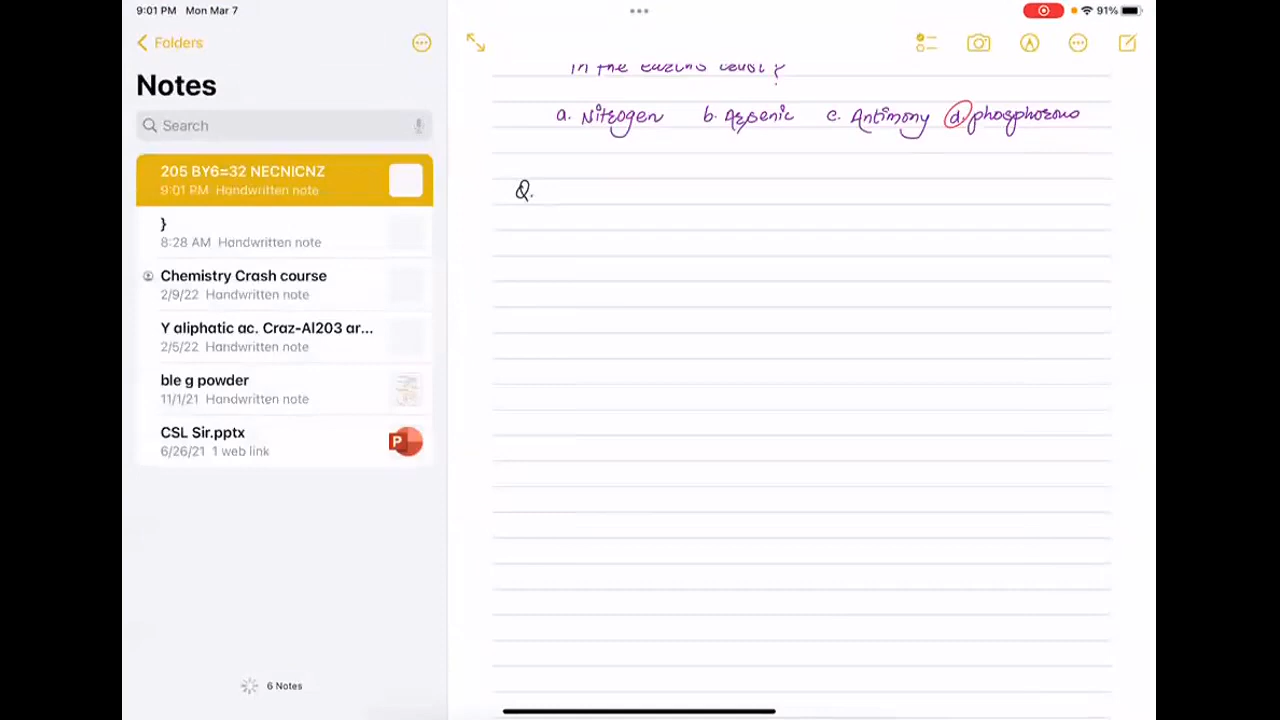 9:01 PM Mon Mar 7
91%
Folders
Notes
Search
205 BY6=32 NECNICNZ
9:01 PM Handwritten note
}
8:28 AM Handwritten note
Chemistry Crash course
2/9/22 Handwritten note
Y aliphatic ac. Craz-Al203 ar...
2/5/22 Handwritten note
ble g powder
11/1/21 Handwritten note
CSL Sir.pptx
P
6/26/21 1 web link
6 Notes
in the earth's crust?
a. Nitrogen b. Arsenic c. Antimony d. phosphorous
Q.